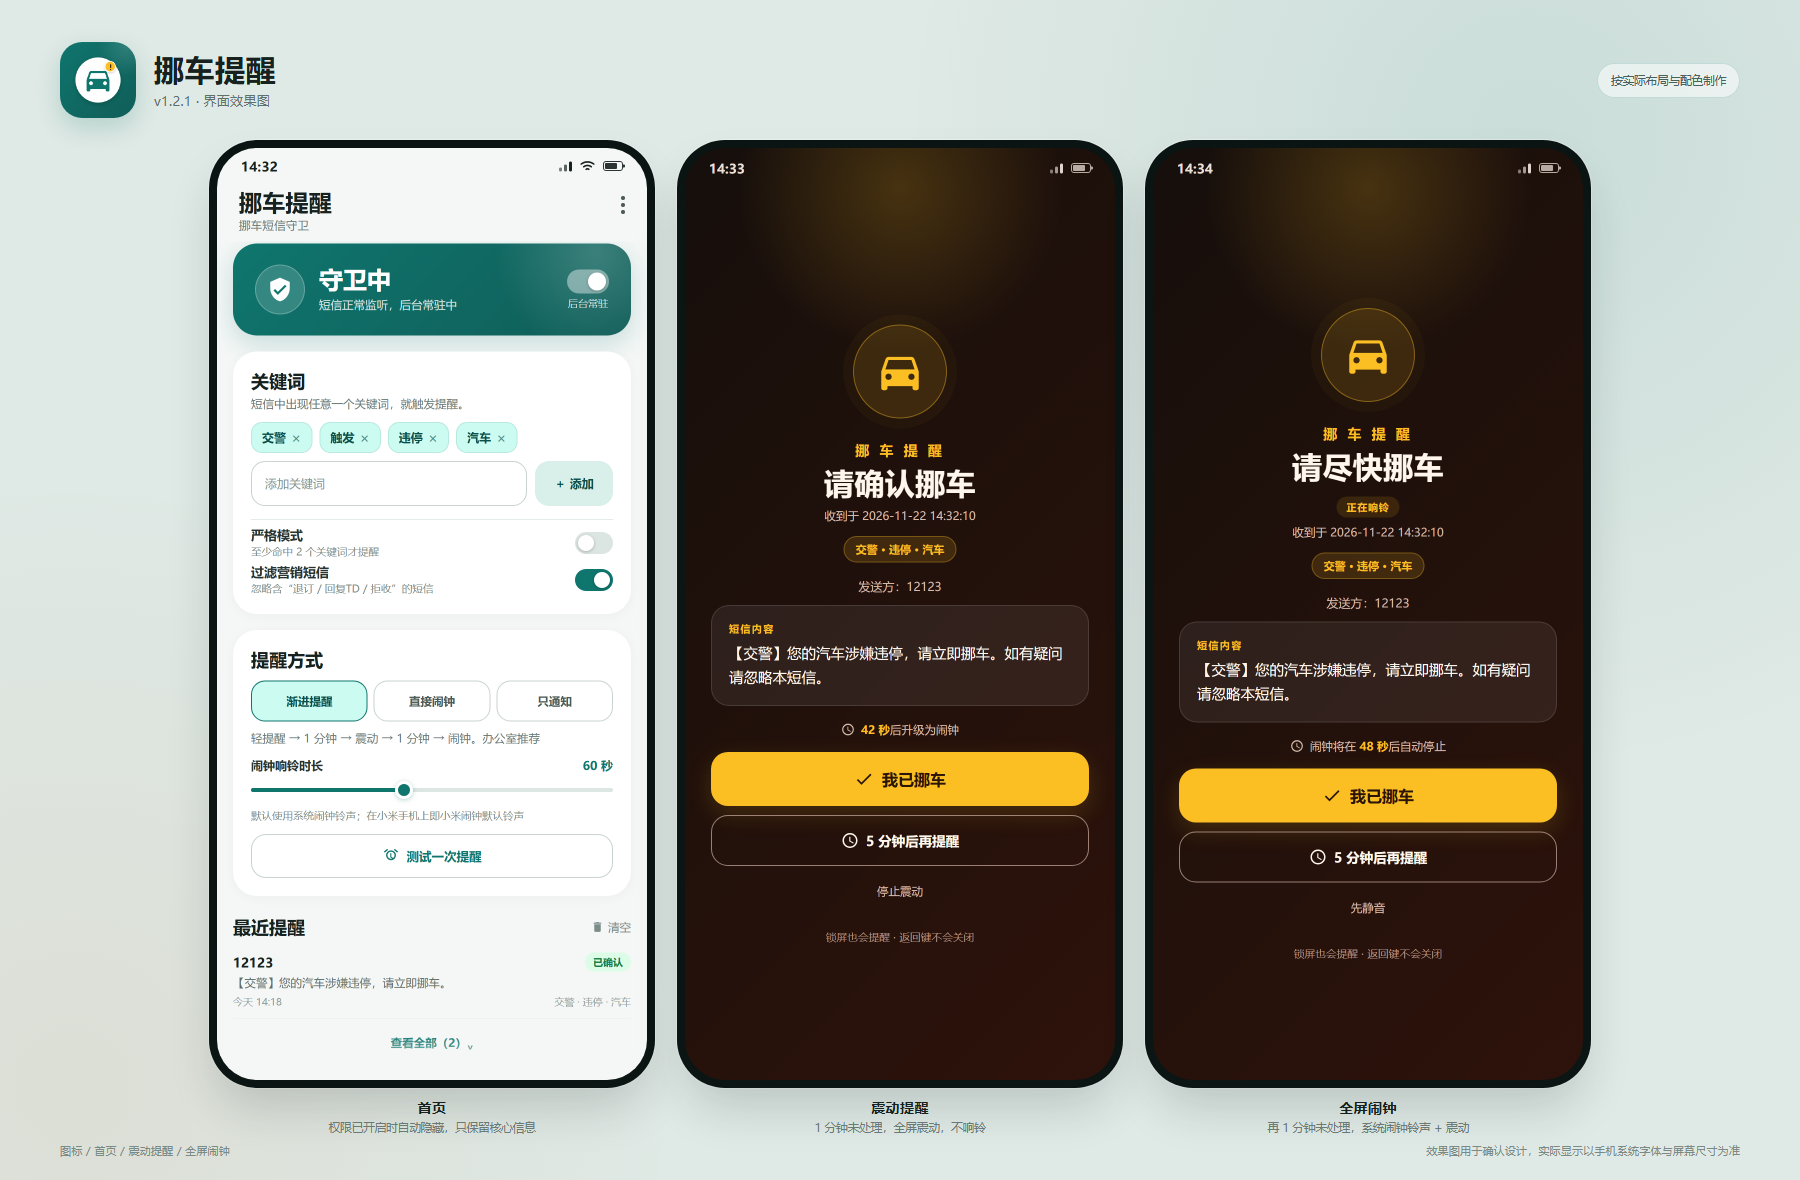 挪车提醒
v1.2.1 · 界面效果图
按实际布局与配色制作
14:32
挪车提醒
挪车短信守卫
守卫中
短信正常监听，后台常驻中
后台常驻
关键词
短信中出现任意一个关键词，就触发提醒。
交警 × 触发 × 违停 × 汽车 ×
添加关键词
+ 添加
严格模式
至少命中 2 个关键词才提醒
过滤营销短信
忽略含“退订 / 回复TD / 拒收”的短信
提醒方式
渐进提醒 直接闹钟 只通知
轻提醒 → 1 分钟 → 震动 → 1 分钟 → 闹钟。办公室推荐
闹钟响铃时长 60 秒
默认使用系统闹钟铃声；在小米手机上即小米闹钟默认铃声
测试一次提醒
最近提醒 清空
12123 已确认
【交警】您的汽车涉嫌违停，请立即挪车。
今天 14:18 交警 · 违停 · 汽车
查看全部（2）
首页
权限已开启时自动隐藏，只保留核心信息
14:33
挪车提醒
请确认挪车
收到于 2026-11-22 14:32:10
交警 • 违停 • 汽车
发送方：12123
短信内容
【交警】您的汽车涉嫌违停，请立即挪车。如有疑问
请忽略本短信。
42 秒后升级为闹钟
我已挪车
5 分钟后再提醒
停止震动
锁屏也会提醒 · 返回键不会关闭
震动提醒
1 分钟未处理，全屏震动，不响铃
14:34
挪车提醒
请尽快挪车
正在响铃
收到于 2026-11-22 14:32:10
交警 • 违停 • 汽车
发送方：12123
短信内容
【交警】您的汽车涉嫌违停，请立即挪车。如有疑问
请忽略本短信。
闹钟将在 48 秒后自动停止
我已挪车
5 分钟后再提醒
先静音
锁屏也会提醒 · 返回键不会关闭
全屏闹钟
再 1 分钟未处理，系统闹钟铃声 + 震动
图标 / 首页 / 震动提醒 / 全屏闹钟
效果图用于确认设计，实际显示以手机系统字体与屏幕尺寸为准